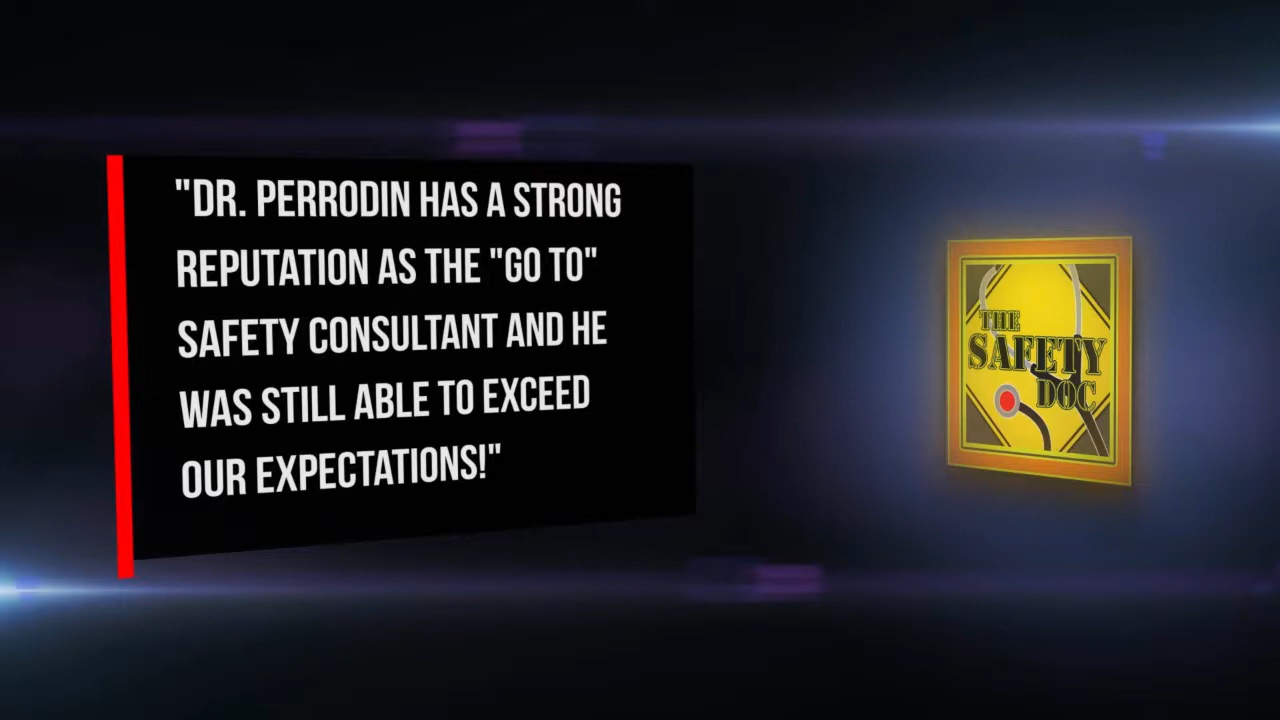 "DR. PERRODIN HAS A STRONG
REPUTATION AS THE "GO TO"
SAFETY CONSULTANT AND HE
WAS STILL ABLE TO EXCEED
OUR EXPECTATIONS!"
THE
SAFETY
DOC